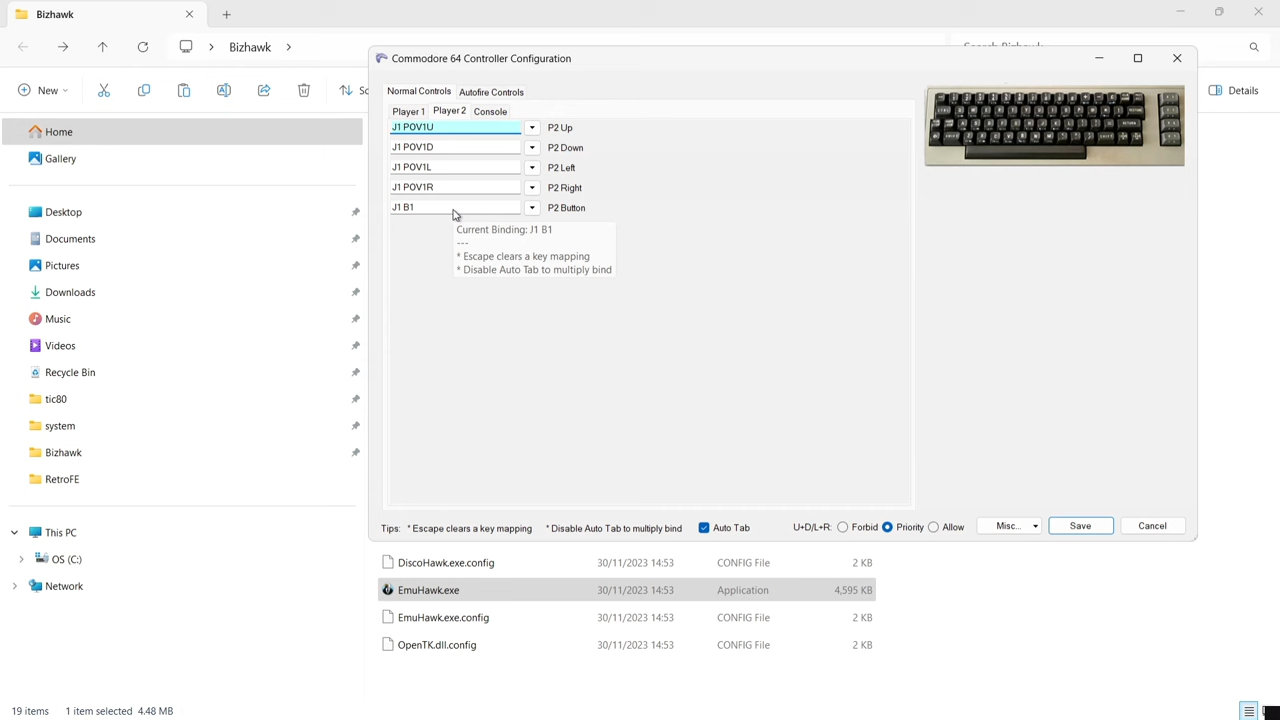 Bizhawk
Bizhawk
Search Bizhawk
New
Details
Home
Gallery
Desktop
Documents
Pictures
Downloads
Music
Videos
Recycle Bin
tic80
system
Bizhawk
RetroFE
This PC
OS (C:)
Network
Commodore 64 Controller Configuration
Normal Controls Autofire Controls
Player 1 Player 2 Console
J1 POV1U P2 Up
J1 POV1D P2 Down
J1 POV1L P2 Left
J1 POV1R P2 Right
J1 B1 P2 Button
Current Binding: J1 B1
---
* Escape clears a key mapping
* Disable Auto Tab to multiply bind
Tips: * Escape clears a key mapping * Disable Auto Tab to multiply bind Auto Tab U+D/L+R: Forbid Priority Allow Misc... Save Cancel
DiscoHawk.exe.config 30/11/2023 14:53 CONFIG File 2 KB
EmuHawk.exe 30/11/2023 14:53 Application 4,595 KB
EmuHawk.exe.config 30/11/2023 14:53 CONFIG File 2 KB
OpenTK.dll.config 30/11/2023 14:53 CONFIG File 2 KB
19 items 1 item selected 4.48 MB